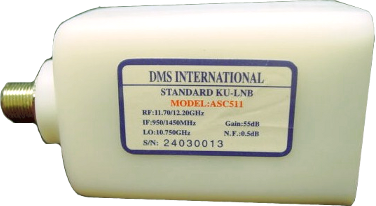 DMS INTERNATIONAL
STANDARD KU-LNB
MODEL:ASC511
RF:11.70/12.20GHz
IF:950/1450MHz Gain:55dB
LO:10.750GHz N.F.:0.5dB
S/N: 24030013